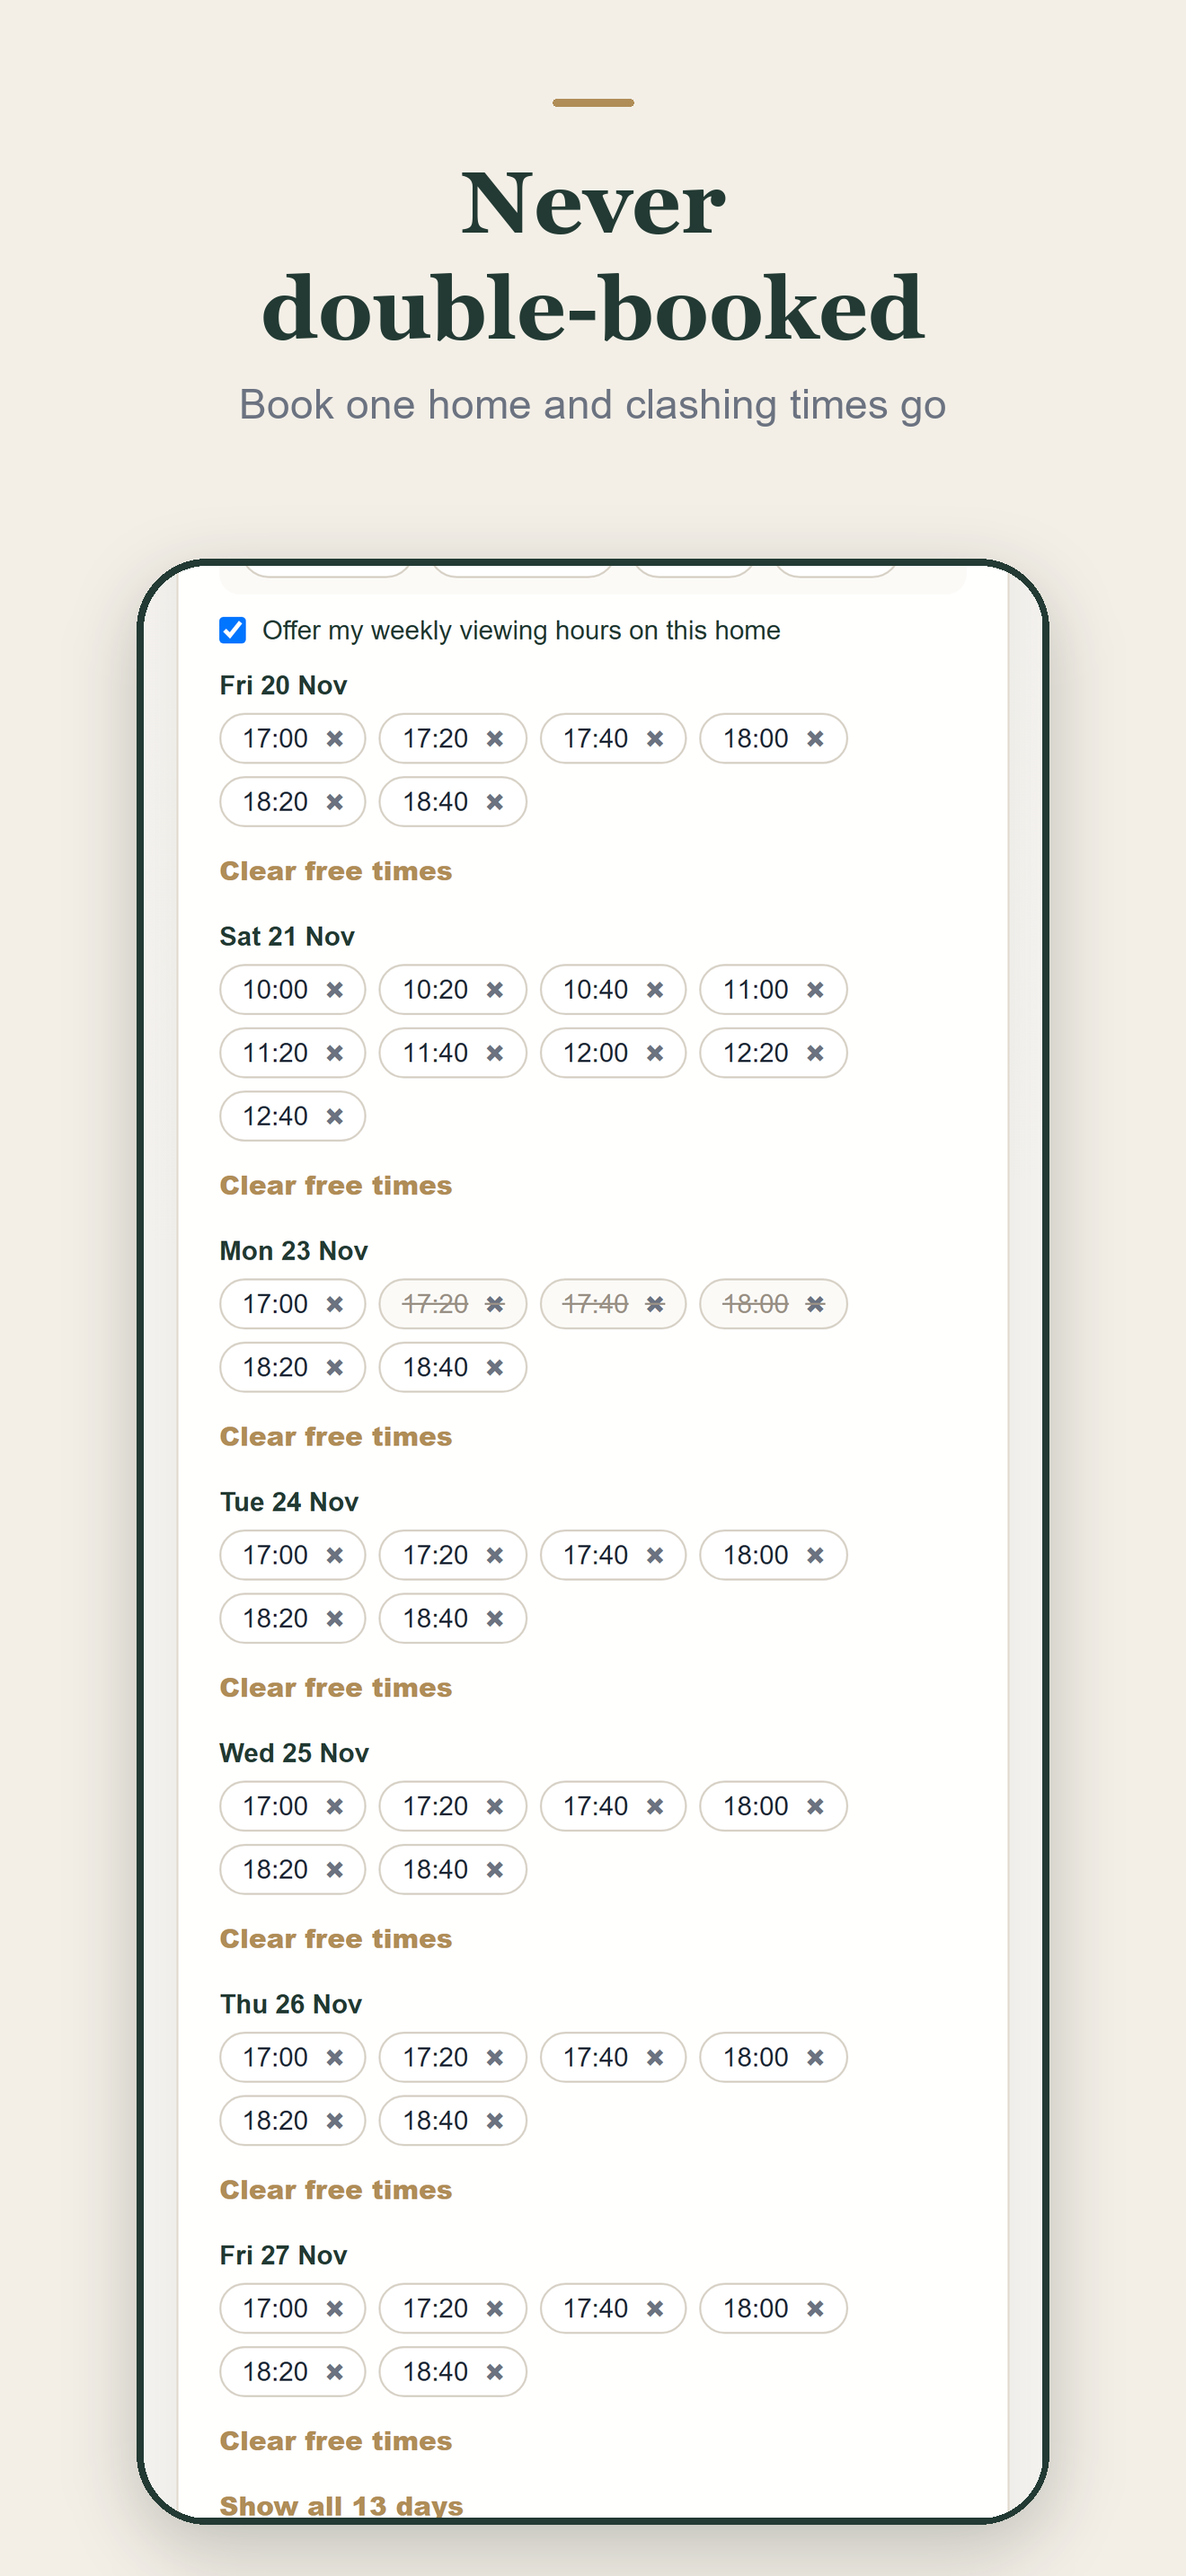 Never
double-booked
Book one home and clashing times go
Offer my weekly viewing hours on this home
Fri 20 Nov
17:00 ✖ 17:20 ✖ 17:40 ✖ 18:00 ✖
18:20 ✖ 18:40 ✖
Clear free times
Sat 21 Nov
10:00 ✖ 10:20 ✖ 10:40 ✖ 11:00 ✖
11:20 ✖ 11:40 ✖ 12:00 ✖ 12:20 ✖
12:40 ✖
Clear free times
Mon 23 Nov
17:00 ✖ 17:20 ✖ 17:40 ✖ 18:00 ✖
18:20 ✖ 18:40 ✖
Clear free times
Tue 24 Nov
17:00 ✖ 17:20 ✖ 17:40 ✖ 18:00 ✖
18:20 ✖ 18:40 ✖
Clear free times
Wed 25 Nov
17:00 ✖ 17:20 ✖ 17:40 ✖ 18:00 ✖
18:20 ✖ 18:40 ✖
Clear free times
Thu 26 Nov
17:00 ✖ 17:20 ✖ 17:40 ✖ 18:00 ✖
18:20 ✖ 18:40 ✖
Clear free times
Fri 27 Nov
17:00 ✖ 17:20 ✖ 17:40 ✖ 18:00 ✖
18:20 ✖ 18:40 ✖
Clear free times
Show all 13 days